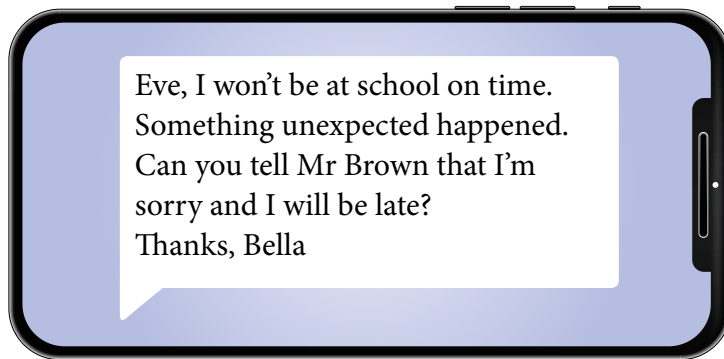 Eve, I won’t be at school on time.
Something unexpected happened.
Can you tell Mr Brown that I’m
sorry and I will be late?
Thanks, Bella